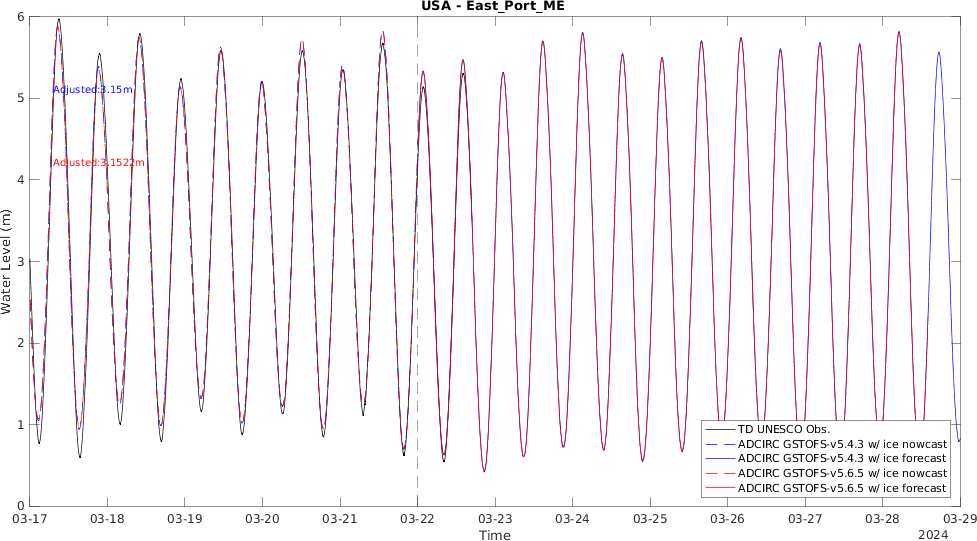 USA - East_Port_ME
6
5
4
3
2
1
0
Water Level (m)
Adjusted:3.15m
Adjusted:3.1522m
TD UNESCO Obs.
ADCIRC GSTOFS-v5.4.3 w/ ice nowcast
ADCIRC GSTOFS-v5.4.3 w/ ice forecast
ADCIRC GSTOFS-v5.6.5 w/ ice nowcast
ADCIRC GSTOFS-v5.6.5 w/ ice forecast
03-17 03-18 03-19 03-20 03-21 03-22 03-23 03-24 03-25 03-26 03-27 03-28 03-29
Time
2024